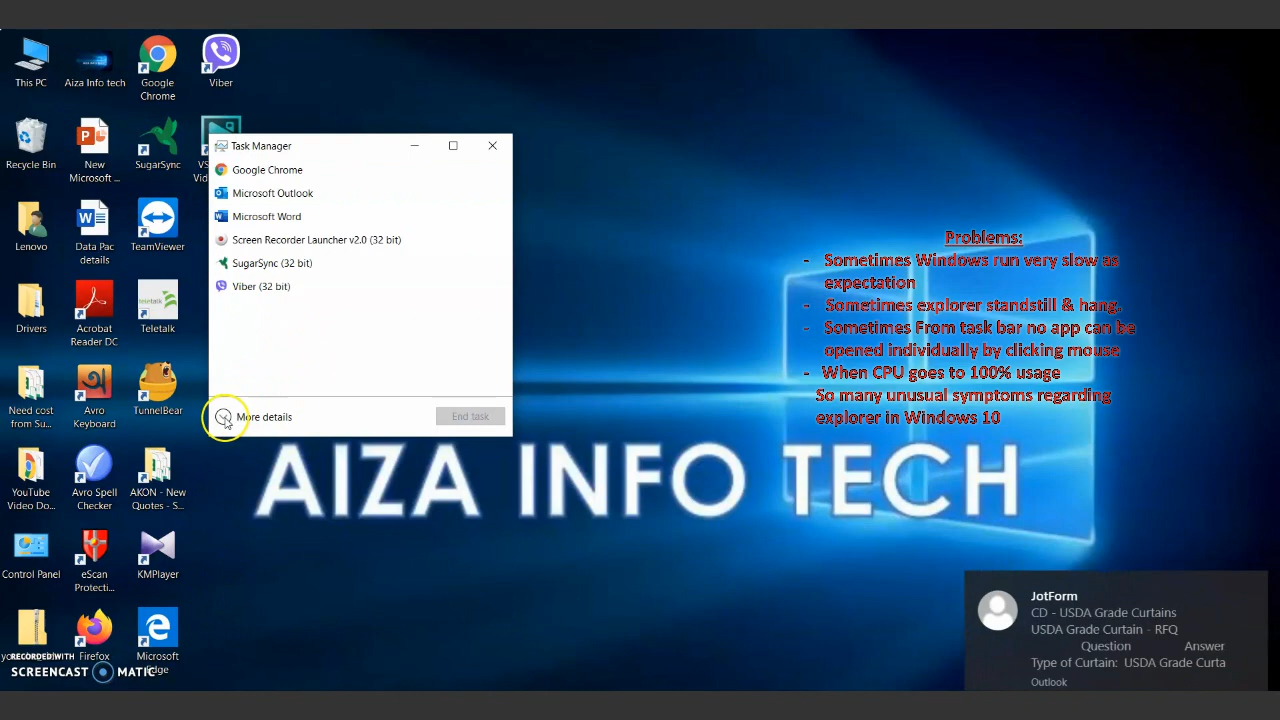 This PC
Aiza Info tech
Google
Chrome
Viber
Recycle Bin
New
Microsoft ...
SugarSync
Lenovo
Data Pac
details
TeamViewer
Drivers
Acrobat
Reader DC
Teletalk
Need cost
from Su...
Avro
Keyboard
TunnelBear
YouTube
Video Do...
Avro Spell
Checker
AKON - New
Quotes - S...
Control Panel
eScan
Protecti...
KMPlayer
Firefox
Microsoft
Edge
Task Manager
Google Chrome
Microsoft Outlook
Microsoft Word
Screen Recorder Launcher v2.0 (32 bit)
SugarSync (32 bit)
Viber (32 bit)
More details
End task
Problems:
- Sometimes Windows run very slow as
expectation
- Sometimes explorer standstill & hang.
- Sometimes From task bar no app can be
opened individually by clicking mouse
- When CPU goes to 100% usage
So many unusual symptoms regarding
explorer in Windows 10
AIZA INFO TECH
JotForm
CD - USDA Grade Curtains
USDA Grade Curtain - RFQ
Question Answer
Type of Curtain: USDA Grade Curta
Outlook
RECORDED WITH
SCREENCAST MATIC